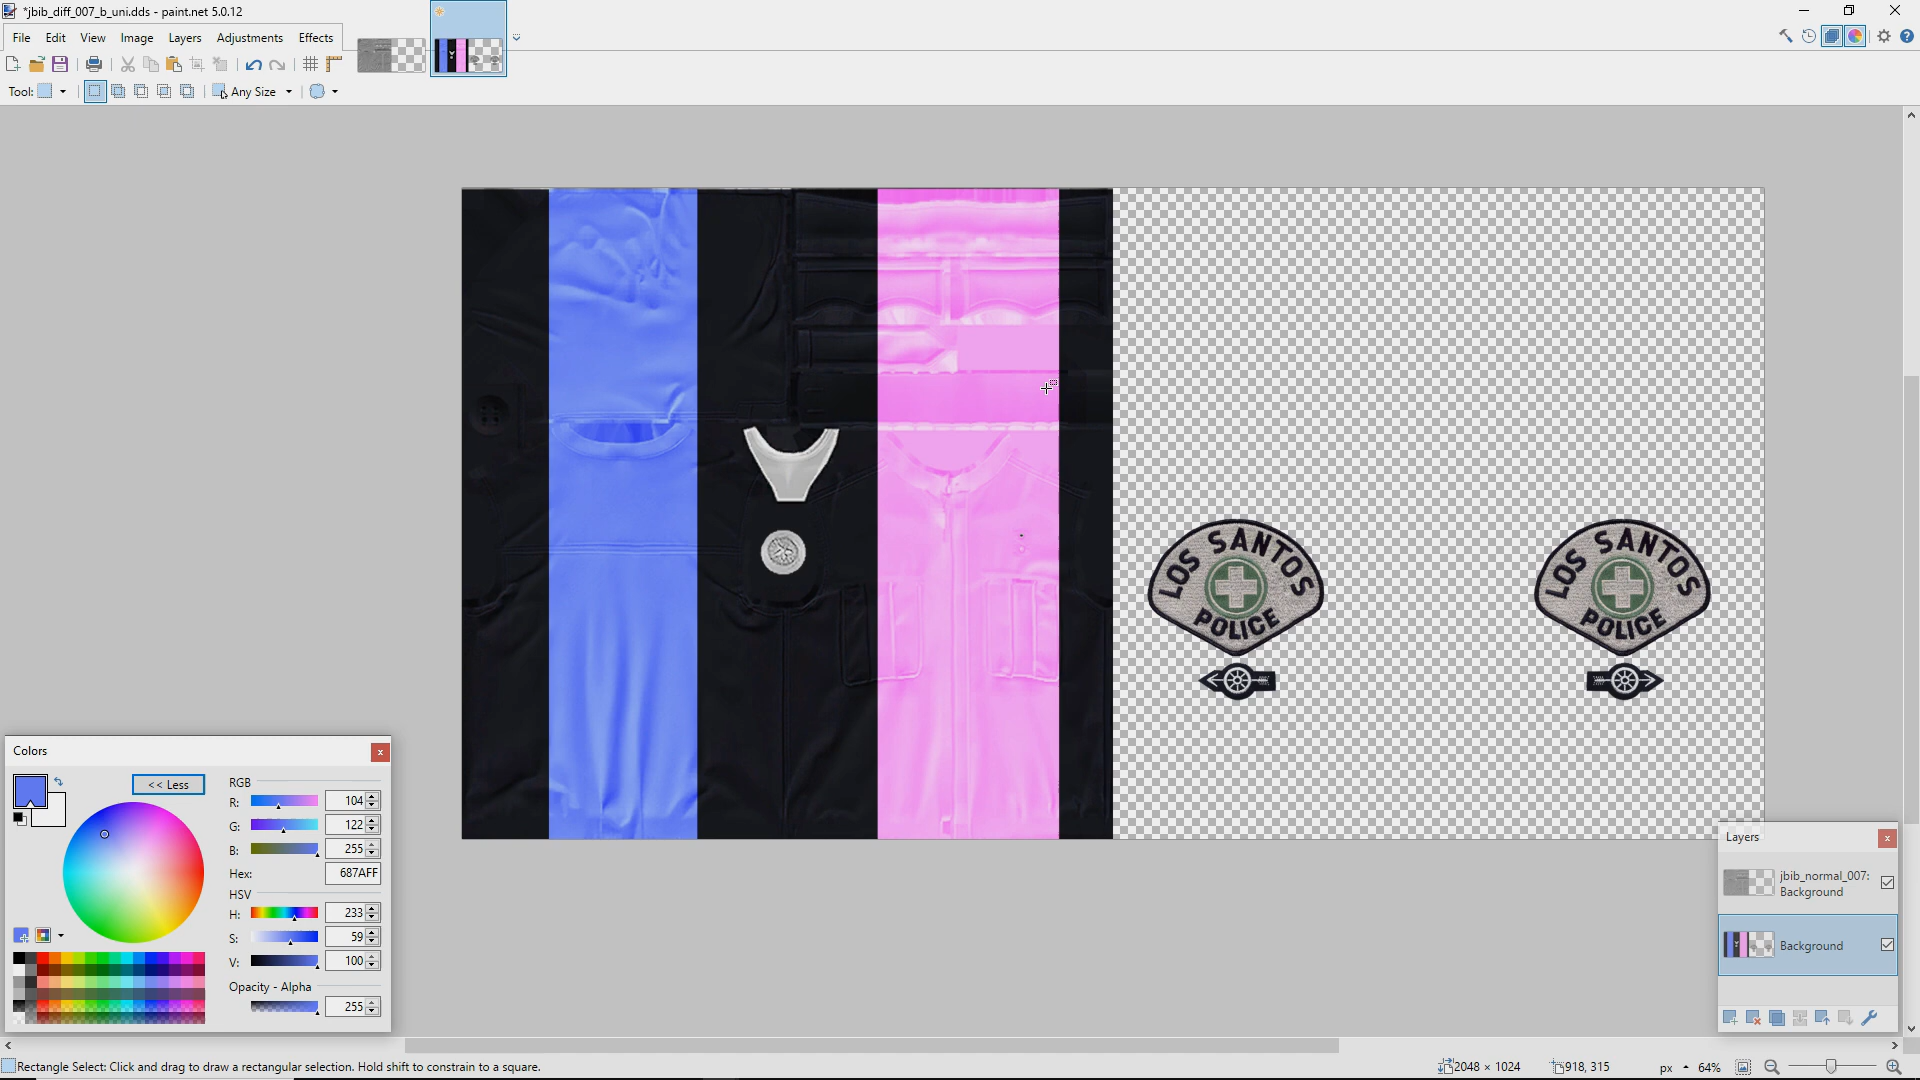 *jbib_diff_007_b_uni.dds - paint.net 5.0.12
File Edit View Image Layers Adjustments Effects
Tool: Any Size
LOS SANTOS
POLICE
LOS SANTOS
POLICE
Colors
<< Less
RGB
R: 104
G: 122
B: 255
Hex: 687AFF
HSV
H: 233
S: 59
V: 100
Opacity - Alpha
255
Layers
jbib_normal_007:
Background
Background
Rectangle Select: Click and drag to draw a rectangular selection. Hold shift to constrain to a square.
2048 × 1024
918, 315
px
64%